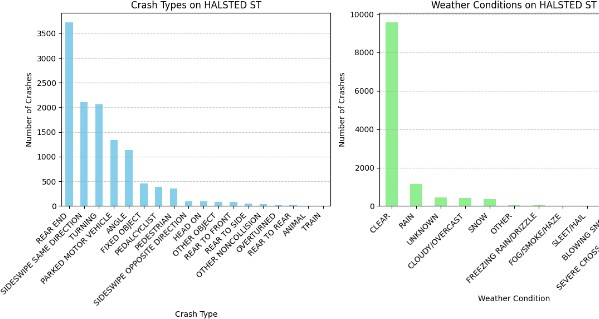 Crash Types on HALSTED ST
Number of Crashes
3500
3000
2500
2000
1500
1000
500
0
REAR END
SIDESWIPE SAME DIRECTION
TURNING
PARKED MOTOR VEHICLE
ANGLE
FIXED OBJECT
PEDALCYCLIST
PEDESTRIAN
SIDESWIPE OPPOSITE DIRECTION
HEAD ON
OTHER OBJECT
REAR TO FRONT
REAR TO SIDE
OTHER NONCOLLISION
OVERTURNED
REAR TO REAR
ANIMAL
TRAIN
Crash Type
Weather Conditions on HALSTED ST
Number of Crashes
10000
8000
6000
4000
2000
0
CLEAR
RAIN
UNKNOWN
CLOUDY/OVERCAST
SNOW
OTHER
FREEZING RAIN/DRIZZLE
FOG/SMOKE/HAZE
SLEET/HAIL
BLOWING SN
SEVERE CROSS
Weather Condition